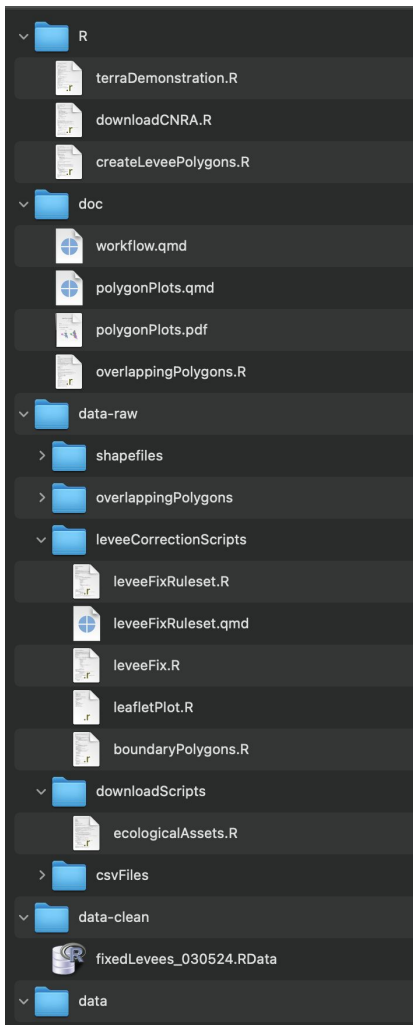 R
terraDemonstration.R
downloadCNRA.R
createLeveePolygons.R
doc
workflow.qmd
polygonPlots.qmd
polygonPlots.pdf
overlappingPolygons.R
data-raw
shapefiles
overlappingPolygons
leveeCorrectionScripts
leveeFixRuleset.R
leveeFixRuleset.qmd
leveeFix.R
leafletPlot.R
boundaryPolygons.R
downloadScripts
ecologicalAssets.R
csvFiles
data-clean
fixedLevees_030524.RData
data